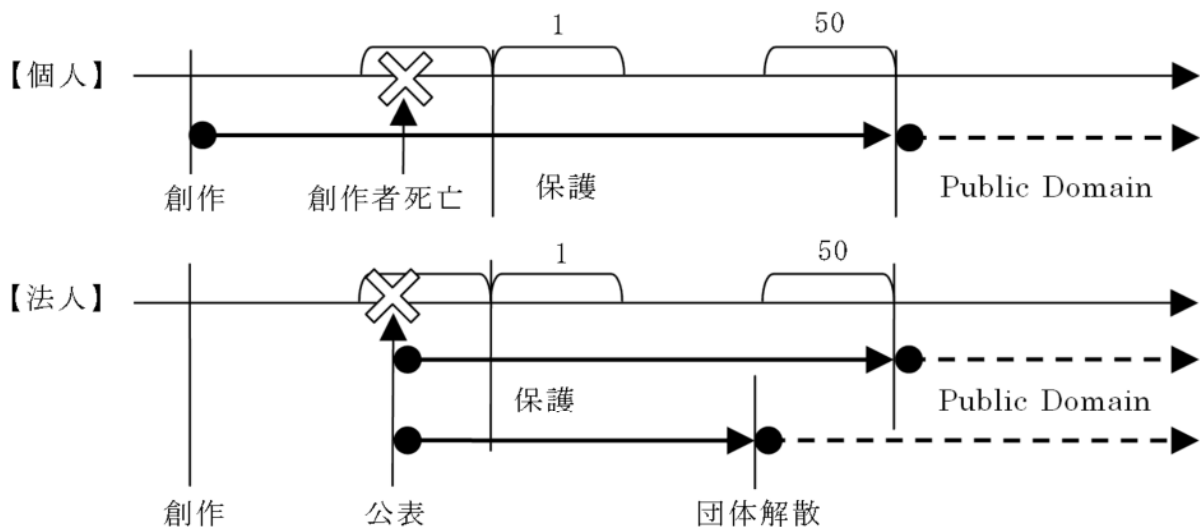 1 50
【個人】
創作 創作者死亡 保護 Public Domain
1 50
【法人】
保護 Public Domain
創作 公表 団体解散